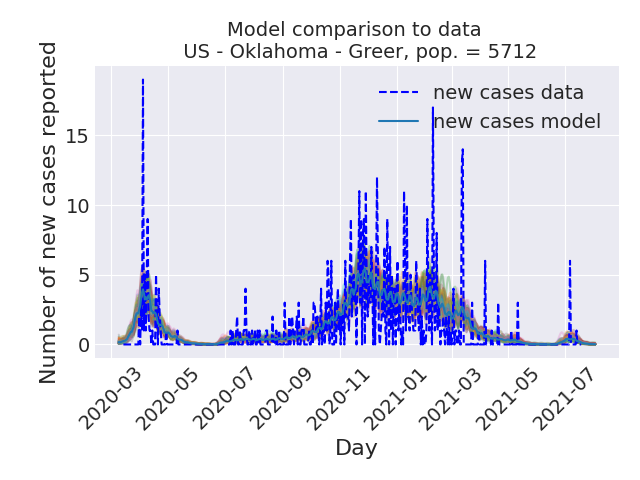 Model comparison to data
US - Oklahoma - Greer, pop. = 5712
new cases data
new cases model
Number of new cases reported
15
10
5
0
2020-03
2020-05
2020-07
2020-09
2020-11
2021-01
2021-03
2021-05
2021-07
Day